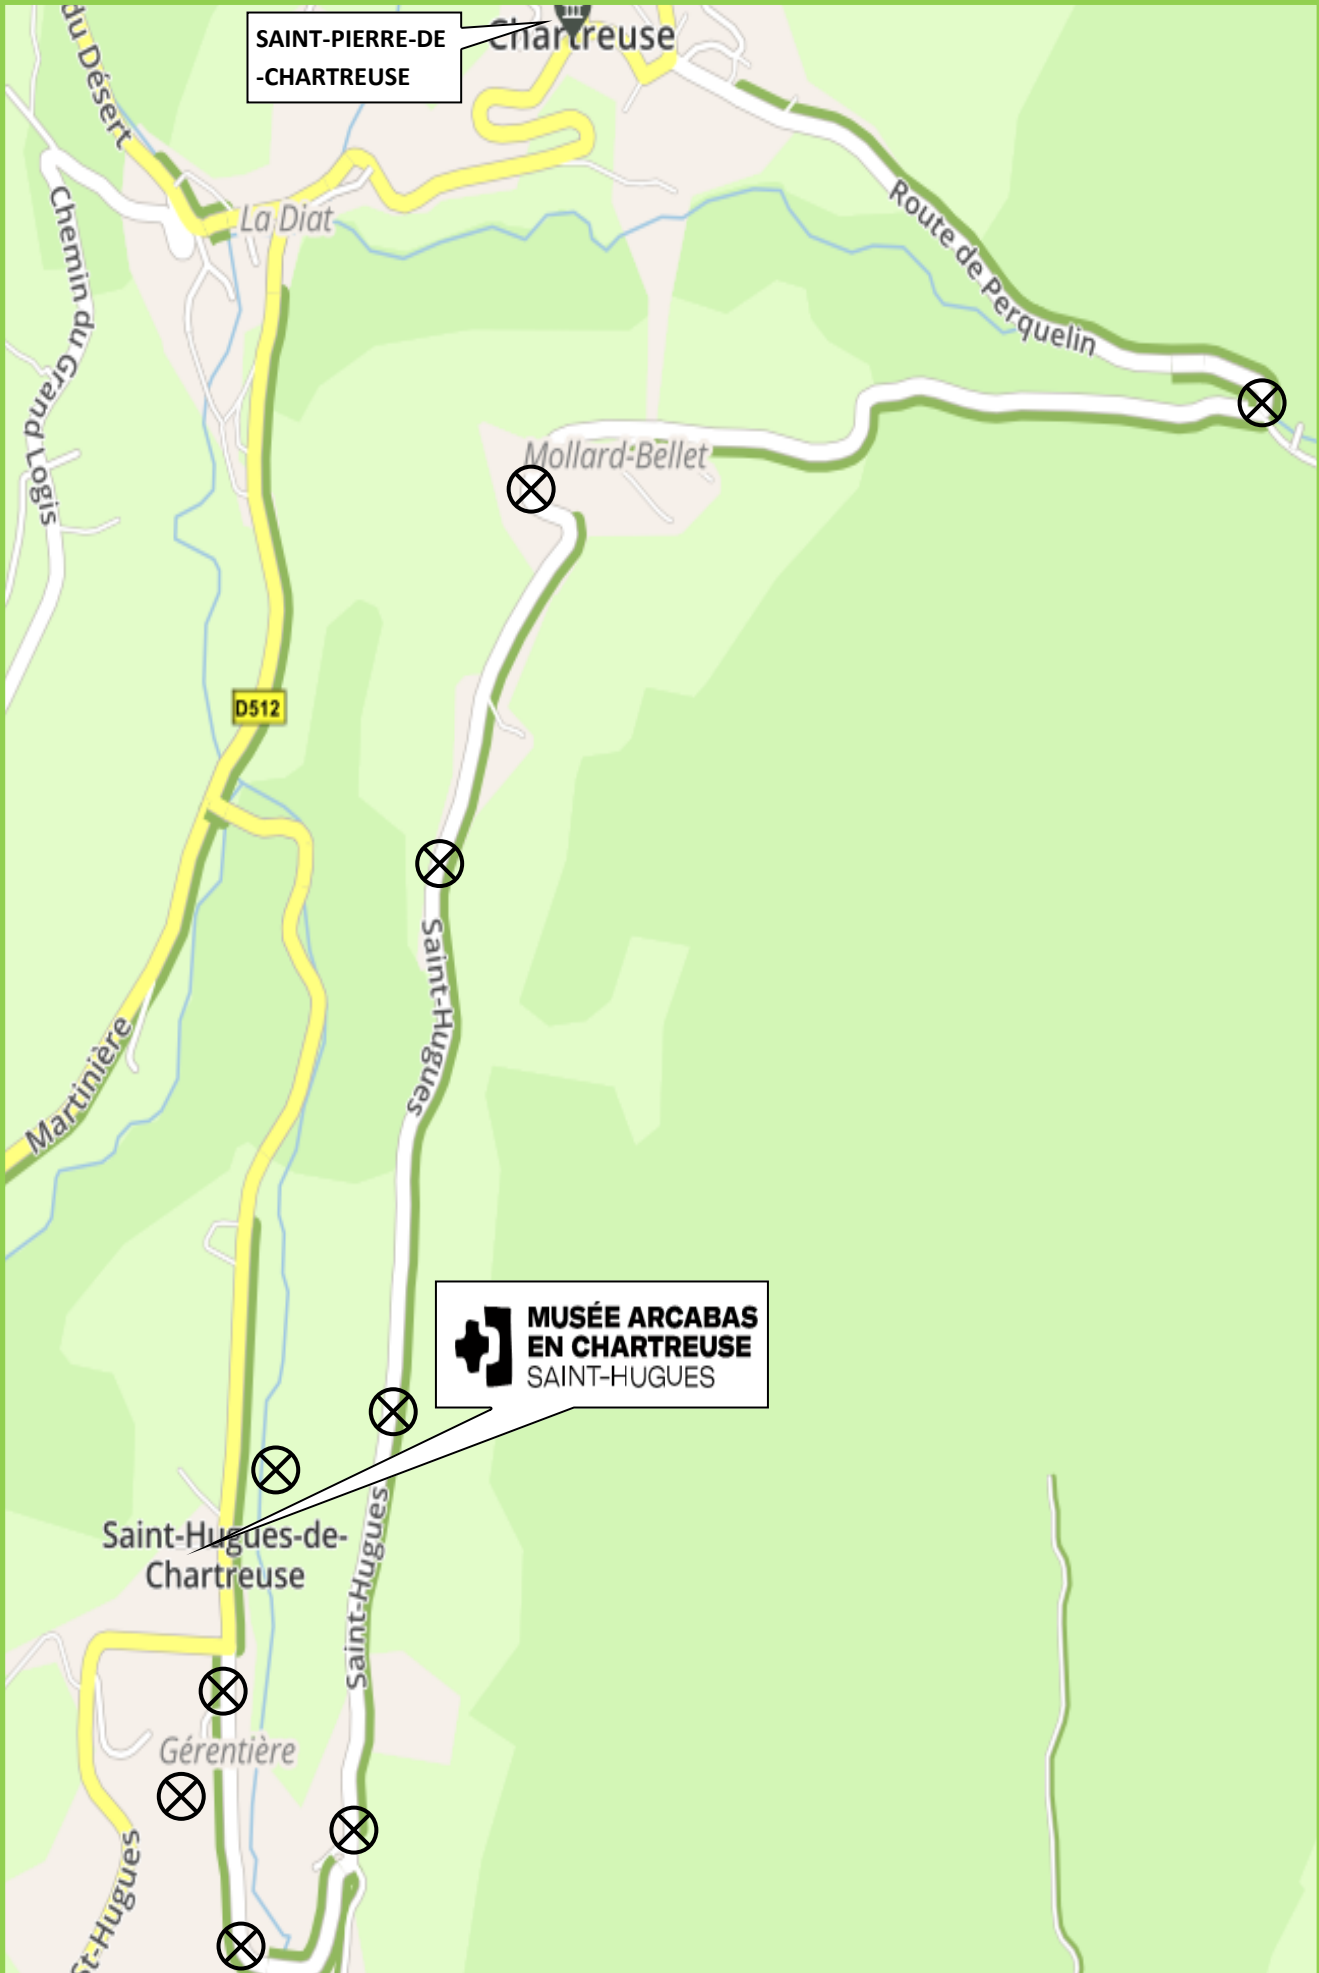 SAINT-PIERRE-DE
-CHARTREUSE
Chartreuse
du Désert
La Diat
Chemin du Grand Logis
Route de Perquelin
Mollard-Bellet
D512
Saint-Hugues
Martinière
MUSÉE ARCABAS
EN CHARTREUSE
SAINT-HUGUES
Saint-Hugues-de-
Chartreuse
Saint-Hugues
Gérentière
St-Hugues